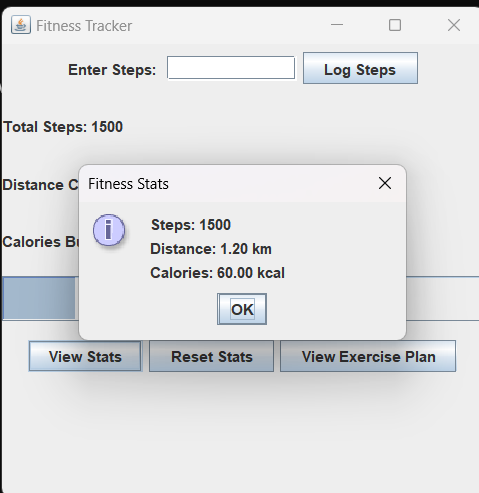 Fitness Tracker
Enter Steps:
Log Steps
Total Steps: 1500
Distance C
Fitness Stats
Steps: 1500
Distance: 1.20 km
Calories: 60.00 kcal
Calories Bu
OK
View Stats
Reset Stats
View Exercise Plan